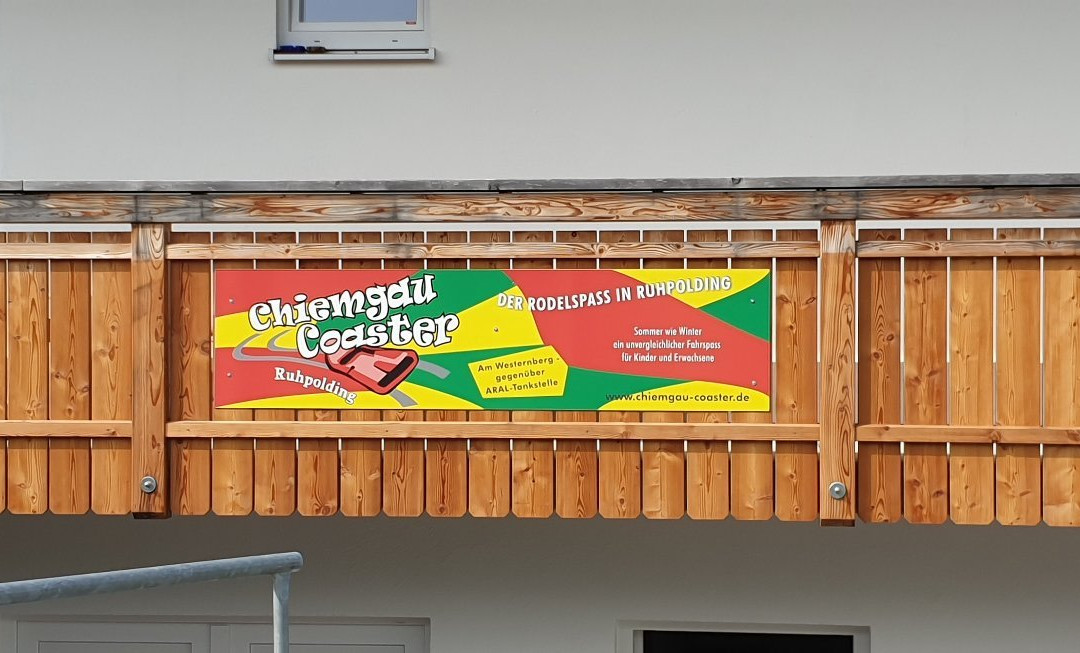 Chiemgau
Coaster
Ruhpolding
DER RODELSPASS IN RUHPOLDING
Sommer wie Winter
ein unvergleichlicher Fahrspass
für Kinder und Erwachsene
Am Westernberg -
gegenüber
ARAL-Tankstelle
www.chiemgau-coaster.de